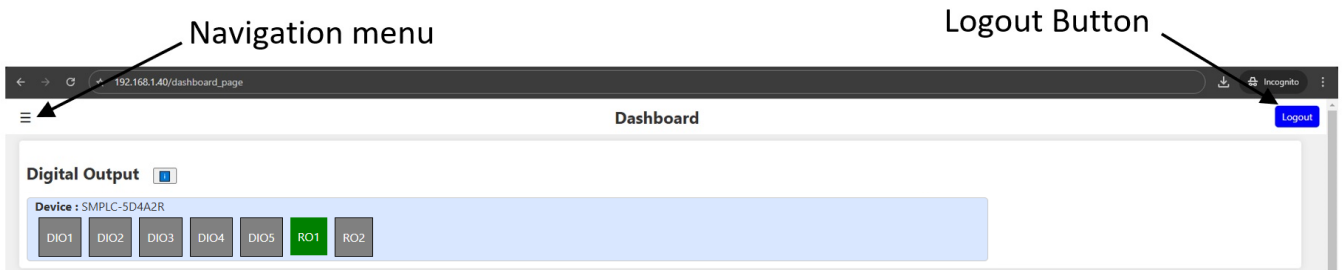 Navigation menu
Logout Button
192.168.1.40/dashboard_page
Incognito
Dashboard
Logout
Digital Output
Device : SMPLC-5D4A2R
DIO1 DIO2 DIO3 DIO4 DIO5 RO1 RO2